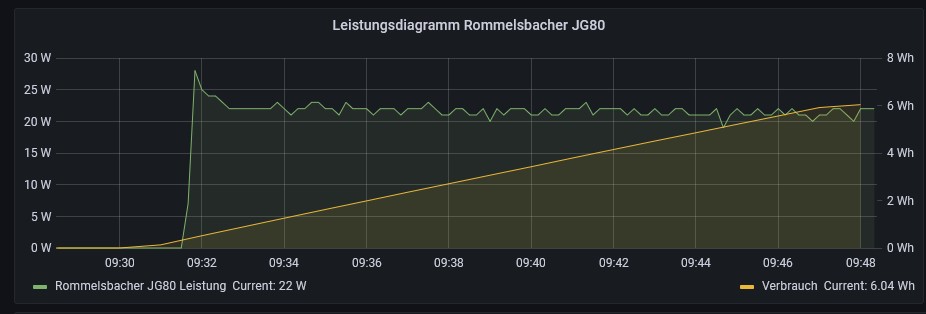 Leistungsdiagramm Rommelsbacher JG80
30 W 8 Wh
25 W
20 W 6 Wh
15 W 4 Wh
10 W
5 W 2 Wh
0 W 0 Wh
09:30 09:32 09:34 09:36 09:38 09:40 09:42 09:44 09:46 09:48
Rommelsbacher JG80 Leistung Current: 22 W Verbrauch Current: 6.04 Wh